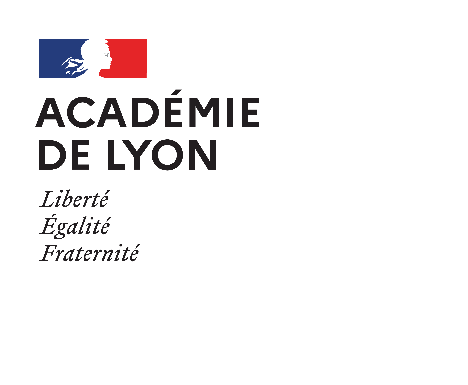 ACADÉMIE
DE LYON
Liberté
Égalité
Fraternité